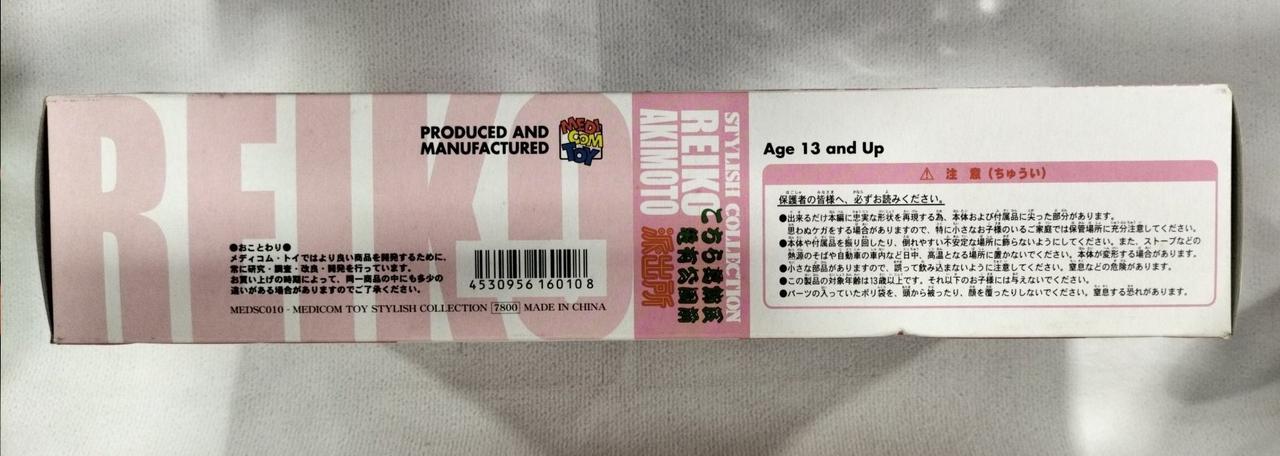 REIKO
PRODUCED AND
MANUFACTURED
MEDI
COM
TOY
●おことわり●
メディコム・トイではより良い商品を開発するために、
常に研究・調査・改良・開発を行っています。
お買い上げの時期によって、同一商品の中にも多少の
違いがある場合がありますのでご了承ください。
MEDSC010 - MEDICOM TOY STYLISH COLLECTION 7800 MADE IN CHINA
4530956160108
STYLISH COLLECTION
REIKO
AKIMOTO
こちら葛飾区
亀有公園前
派出所
Age 13 and Up
⚠ 注 意（ちゅうい）
保護者の皆様へ、必ずお読みください。
●出来るだけ本編に忠実な形状を再現する為、本体および付属品に尖った部分があります。
思わぬケガをする場合がありますので、特に小さなお子様のいるご家庭では保管場所に充分注意してください。
●本体や付属品を振り回したり、倒れやすい不安定な場所に飾らないようにしてください。また、ストーブなどの
熱源のそばや自動車の車内など日中、高温となる場所に置かないでください。本体が変形する場合があります。
●小さな部品がありますので、誤って飲み込まないように注意してください。窒息などの危険があります。
●この製品の対象年齢は13歳以上です。それ以下のお子様には与えないでください。
●パーツの入っていたポリ袋を、頭から被ったり、顔を覆ったりしないでください。窒息する恐れがあります。